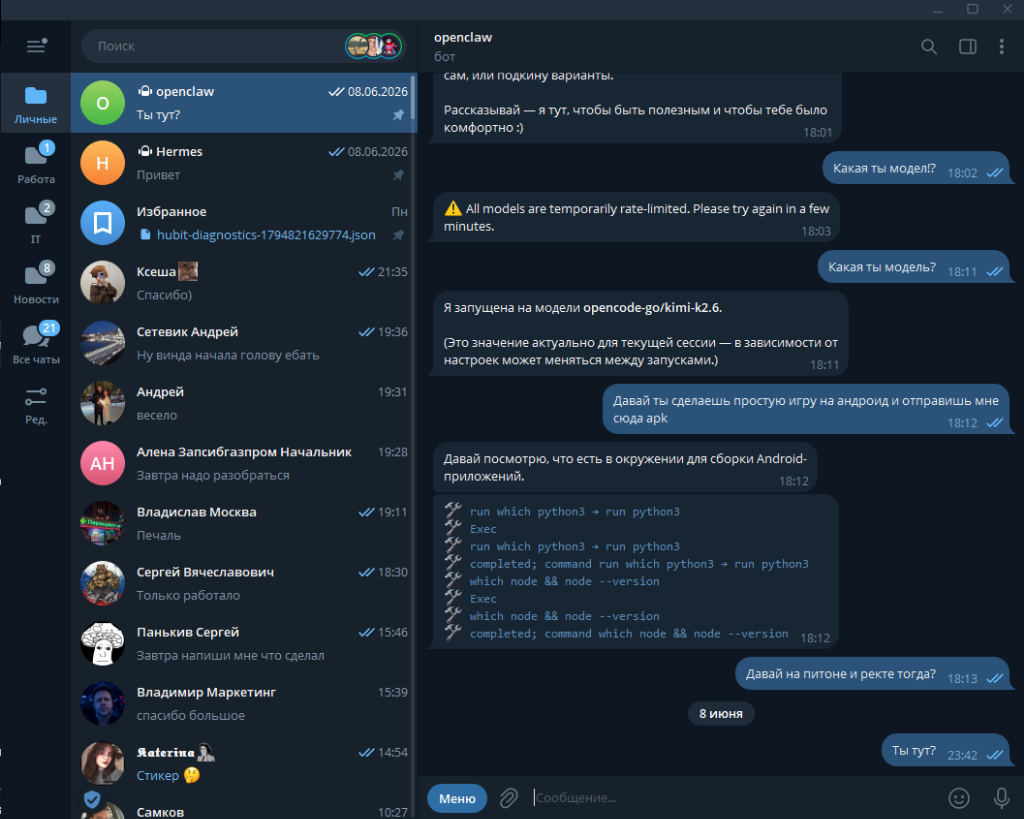 Поиск
Личные
1
Работа
2
IT
8
Новости
21
Все чаты
Ред.
O
openclaw
08.06.2026
Ты тут?
H
Hermes
08.06.2026
Привет
Избранное
Пн
hubit-diagnostics-1794821629774.json
Ксеша
21:35
Спасибо)
Сетевик Андрей
19:36
Ну винда начала голову ебать
Андрей
19:31
весело
АН
Алена Запсибгазпром Начальник
19:28
Завтра надо разобраться
Владислав Москва
19:11
Печаль
Сергей Вячеславович
18:30
Только работало
Панькив Сергей
15:46
Завтра напиши мне что сделал
Владимир Маркетинг
15:39
спасибо большое
𝕶aterina
14:54
Стикер 🤔
Самков
10:27
openclaw
бот
сам, или подкину варианты.
Рассказывай — я тут, чтобы быть полезным и чтобы тебе было
комфортно :)
18:01
Какая ты модел!?
18:02
⚠️ All models are temporarily rate-limited. Please try again in a few
minutes.
18:03
Какая ты модель?
18:11
Я запущена на модели opencode-go/kimi-k2.6.
(Это значение актуально для текущей сессии — в зависимости от
настроек может меняться между запусками.)
18:11
Давай ты сделаешь простую игру на андроид и отправишь мне
сюда apk
18:12
Давай посмотрю, что есть в окружении для сборки Android-
приложений.
18:12
run which python3 → run python3
Exec
run which python3 → run python3
completed; command run which python3 → run python3
which node && node --version
Exec
which node && node --version
completed; command which node && node --version
18:12
Давай на питоне и ректе тогда?
18:13
8 июня
Ты тут?
23:42
Меню
Сообщение...